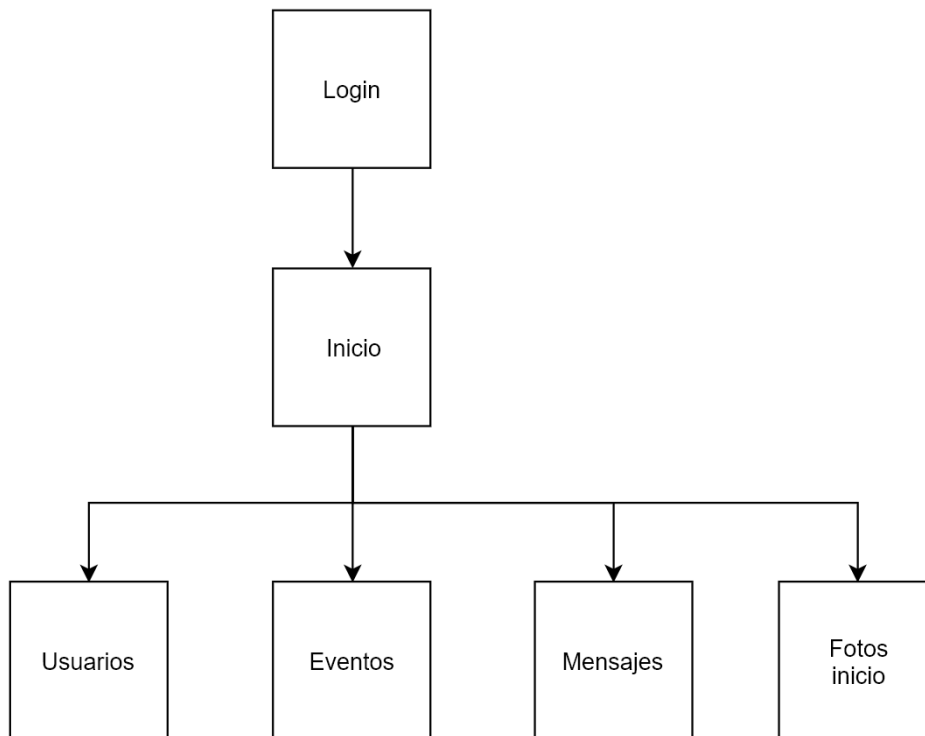 Login
Inicio
Usuarios
Eventos
Mensajes
Fotos
inicio